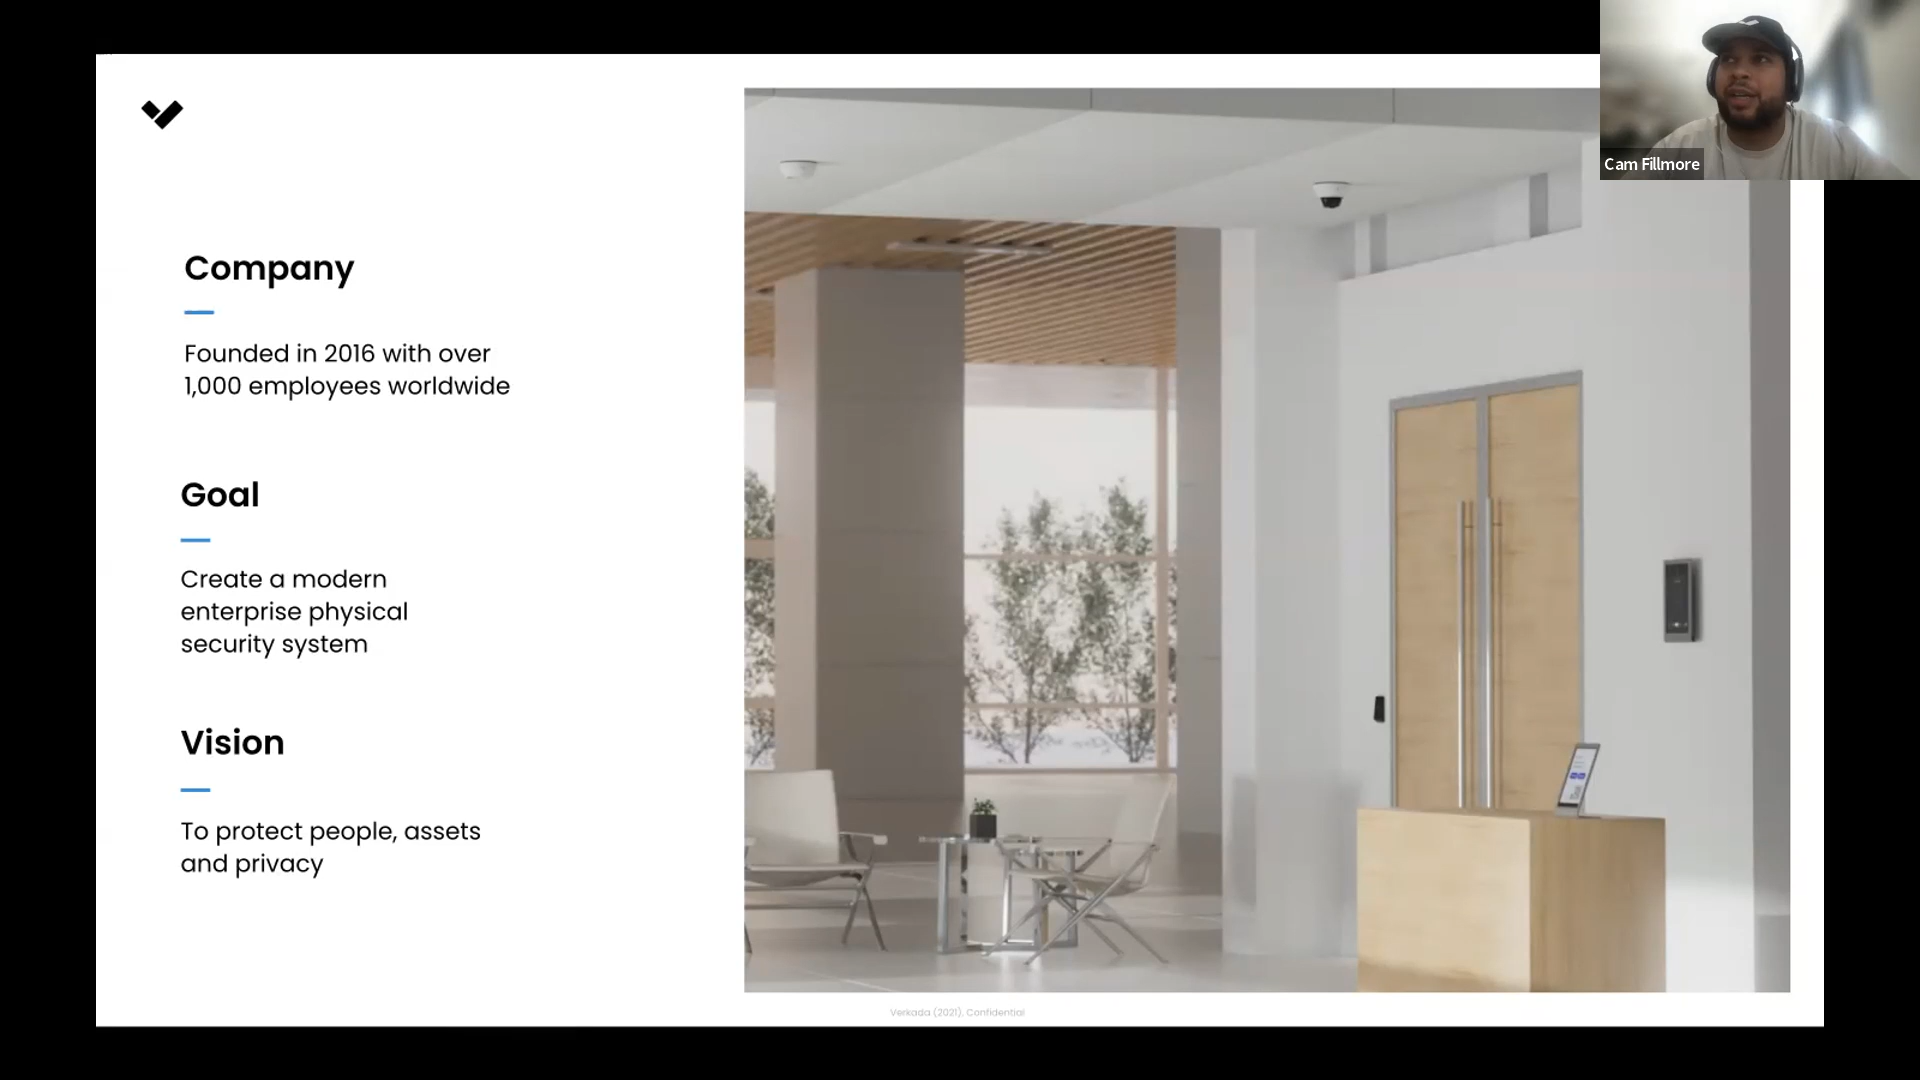 Cam Fillmore
Company
Founded in 2016 with over
1,000 employees worldwide
Goal
Create a modern
enterprise physical
security system
Vision
To protect people, assets
and privacy
Verkada (2021). Confidential